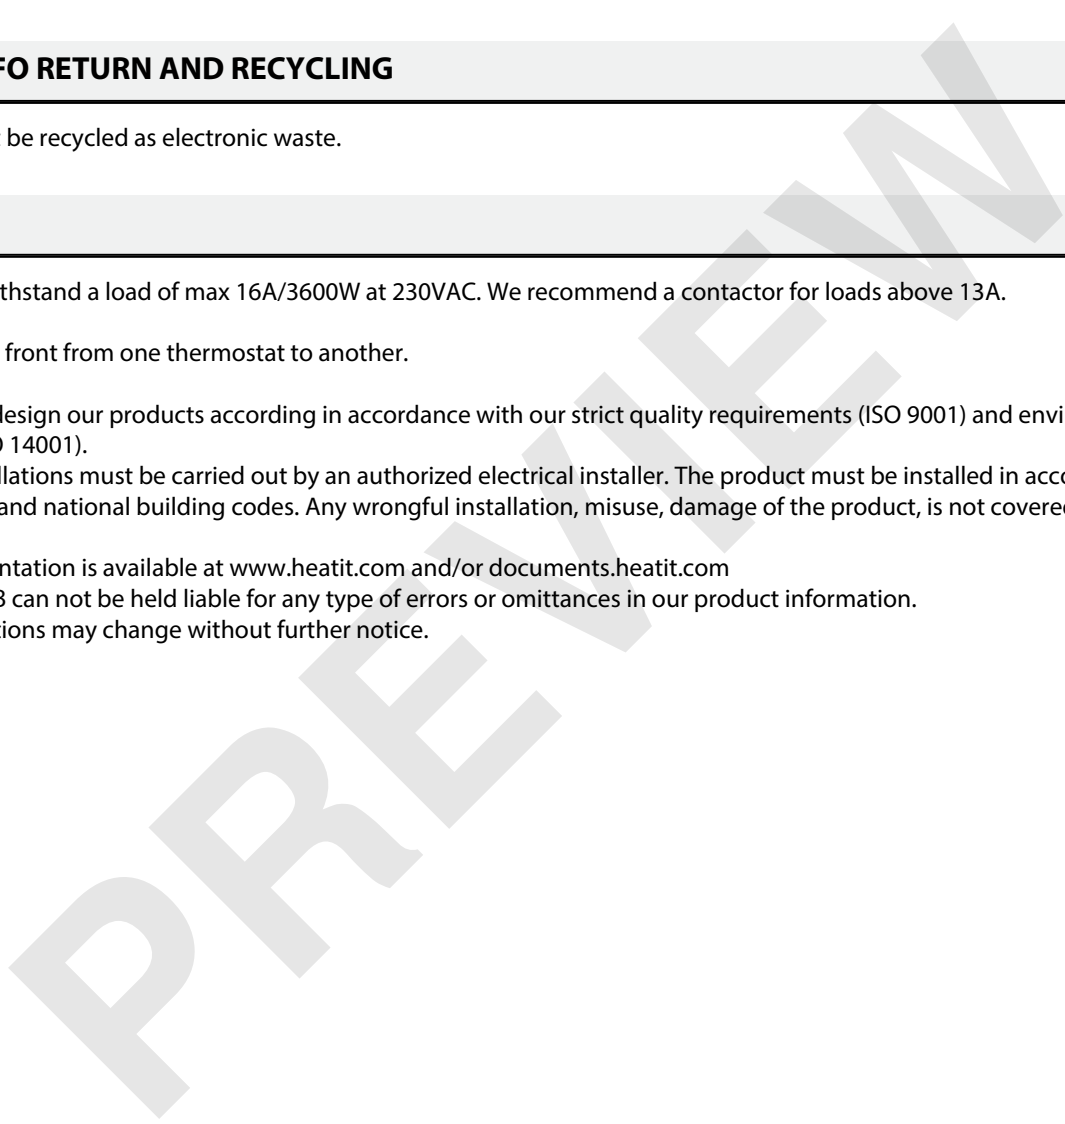 FO RETURN AND RECYCLING
be recycled as electronic waste.
thstand a load of max 16A/3600W at 230VAC. We recommend a contactor for loads above 13A.
front from one thermostat to another.
design our products according in accordance with our strict quality requirements (ISO 9001) and envi
O 14001).
llations must be carried out by an authorized electrical installer. The product must be installed in acco
and national building codes. Any wrongful installation, misuse, damage of the product, is not covered
ntation is available at www.heatit.com and/or documents.heatit.com
B can not be held liable for any type of errors or omittances in our product information.
tions may change without further notice.
PREVIEW